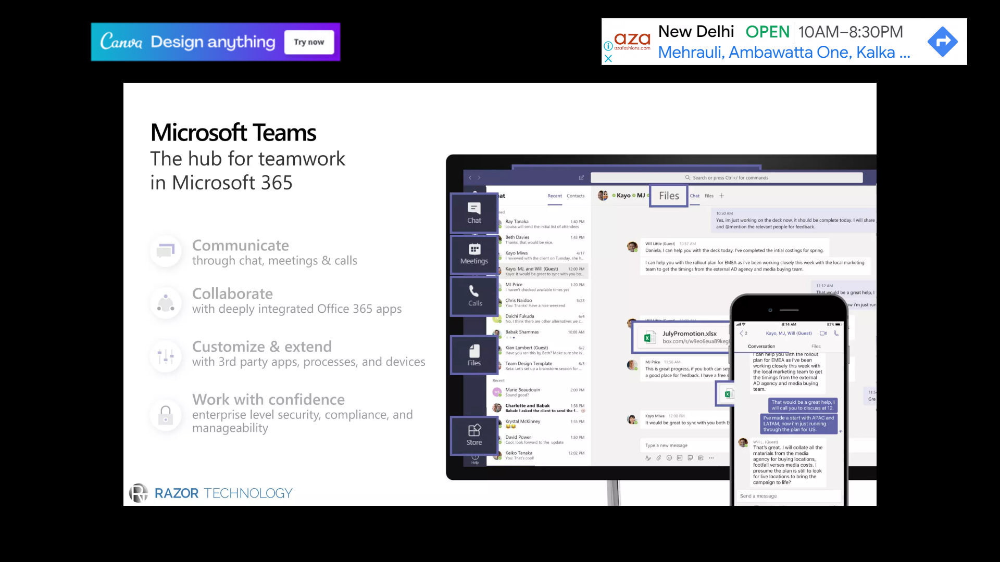 Canva Design anything Try now
aza
azafashions.com
New Delhi OPEN 10AM–8:30PM
Mehrauli, Ambawatta One, Kalka ...
Microsoft Teams
The hub for teamwork
in Microsoft 365
Communicate
through chat, meetings & calls
Collaborate
with deeply integrated Office 365 apps
Customize & extend
with 3rd party apps, processes, and devices
Work with confidence
enterprise level security, compliance, and
manageability
RAZOR TECHNOLOGY
Search or press Ctrl+/ for commands
Chat
Meetings
Calls
Files
Store
Help
Recent Contacts
Ray Tanaka 1:40 PM
Louisa will send the initial list of attendees
Beth Davies 1:43 PM
Thanks, that would be nice.
Kayo Miwa 4/17
I reviewed with the client on Tuesday, she h...
Kayo, MJ, and Will (Guest) 12:00 PM
Kayo: It would be great to sync with you bo...
MJ Price 1:20 PM
I haven't checked available times yet
Chris Naidoo 5/23
You: Thanks! Have a nice weekend
Daichi Fukuda 6/4
No, I think there are other alternatives we c...
Babak Shammas 10:08 AM
Kian Lambert (Guest) 6/2
Have you ran this by Beth? Make sure she is...
Team Design Template 6/3
Reta: Let's set up a brainstorm session for ...
Recent
Marie Beaudouin 2:00 PM
Sound good?
Charlotte and Babak 1:58 PM
Babak: I asked the client to send the f...
Krystal McKinney 1:55 PM
David Power 1:50 PM
Cool, look forward to the update
Keiko Tanaka 12:02 PM
You: That's cool!
Kayo MJ Files Chat Files
10:50 AM
Yes, im just working on the deck now, it should be complete today. I will share
and @mention the relevant people for feedback.
Will Little (Guest) 10:57 AM
Daniela, I can help you with the deck today. I've completed the intial costings for spring.
I can help you with the rollout plan for EMEA as i've been working closely this week with the local marketing
team to get the timings from the external AD agency and media buying team.
11:12 AM
That would be a great help, I
JulyPromotion.xlsx
box.com/s/w9eo6eua89keg
MJ Price 11:56 AM
This is great progress, if you both can set
a good place for feedback. I have a free s
Kayo Miwa 12:00 PM
It would be great to sync with you both E
Type a new message
8:14 AM 82%
2 Kayo, MJ, Will (Guest)
Conversation Files
I can help you with the rollout
plan for EMEA as i've been
working closely this week with
the local marketing team to get
the timings from the external
AD agency and media buying
team.
That would be a great help, I
will call you to discuss at 12.
I've made a start with APAC and
LATAM, now i'm just running
through the plan for US.
Will L. (Guest)
That's great. I will collate all the
materials from the media
agency for buying locations,
footfall verses media costs. I
presume the plan is still to look
for live locations to bring the
campaign to life?
Send a message